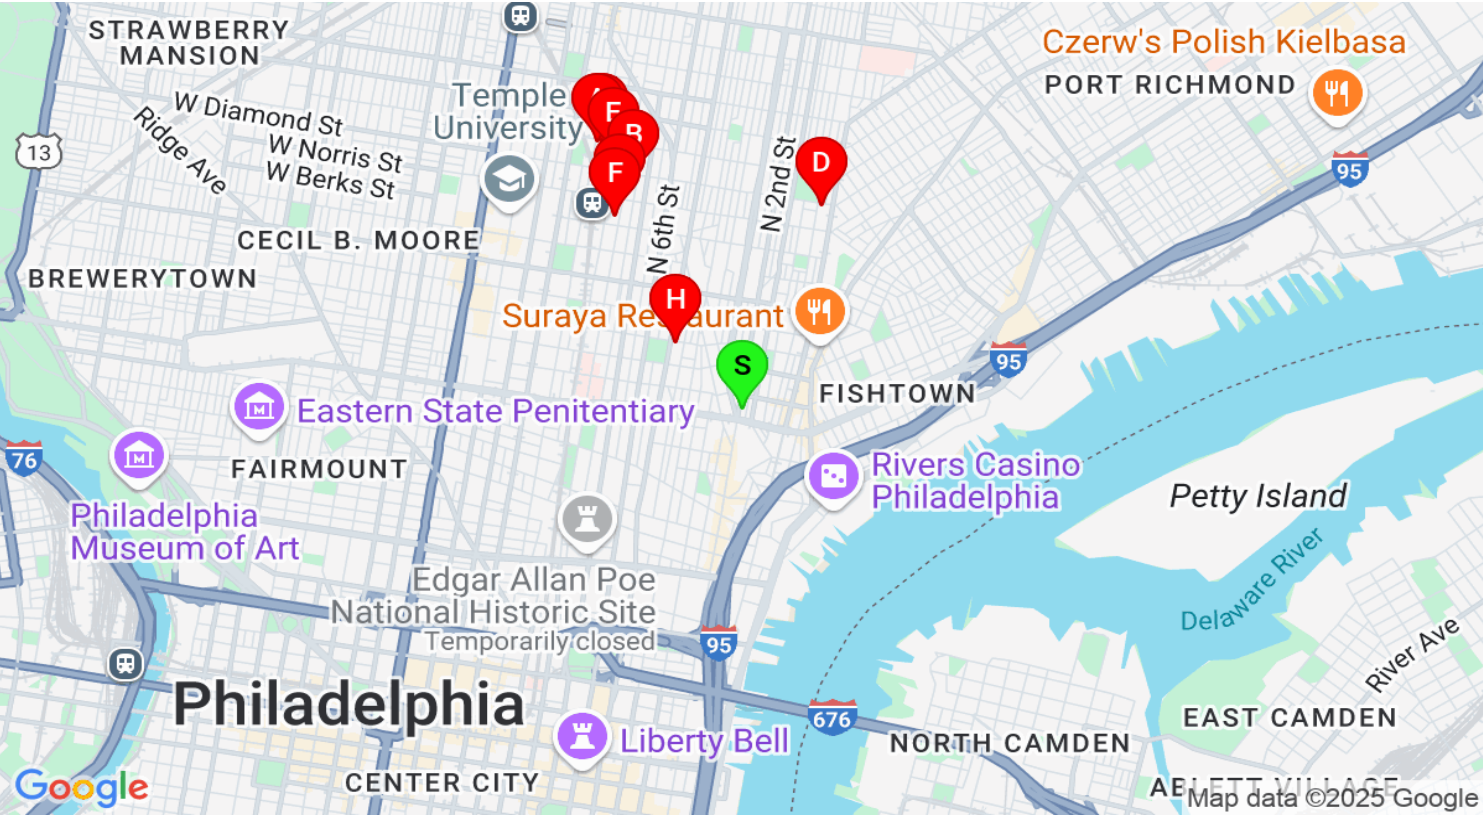 STRAWBERRY
MANSION
Czerw's Polish Kielbasa
PORT RICHMOND
Temple
University
W Diamond St
W Norris St
W Berks St
Ridge Ave
13
E
B
F
D
N 2nd St
N 6th St
95
CECIL B. MOORE
BREWERYTOWN
H
Suraya Restaurant
S
95
FISHTOWN
Eastern State Penitentiary
76
FAIRMOUNT
Rivers Casino
Philadelphia
Petty Island
Philadelphia
Museum of Art
Edgar Allan Poe
National Historic Site
Temporarily closed
Delaware River
River Ave
95
Philadelphia
676
EAST CAMDEN
Liberty Bell
NORTH CAMDEN
CENTER CITY
ABLETT VILLAGE
Google
Map data ©2025 Google